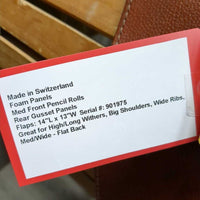 Made in Switzerland
Foam Panels
Med Front Pencil Rolls
Rear Gusset Panels
Flaps: 14"L x 13"W Serial #: 901975
Great for High/Long Withers, Big Shoulders, Wide Ribs,
Med/Wide - Flat Back